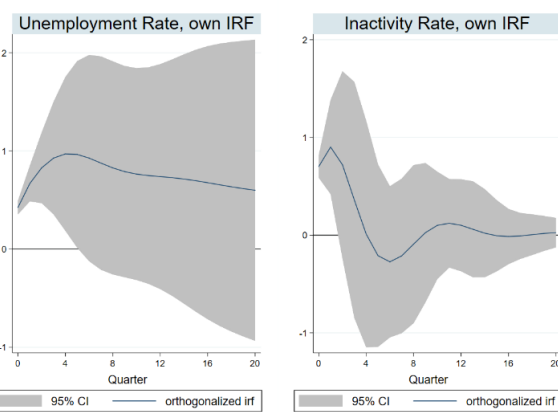 Unemployment Rate, own IRF
2
1
0
-1
0 4 8 12 16 20
Quarter
95% CI orthogonalized irf
Inactivity Rate, own IRF
2
1
0
-1
0 4 8 12 16 20
Quarter
95% CI orthogonalized irf